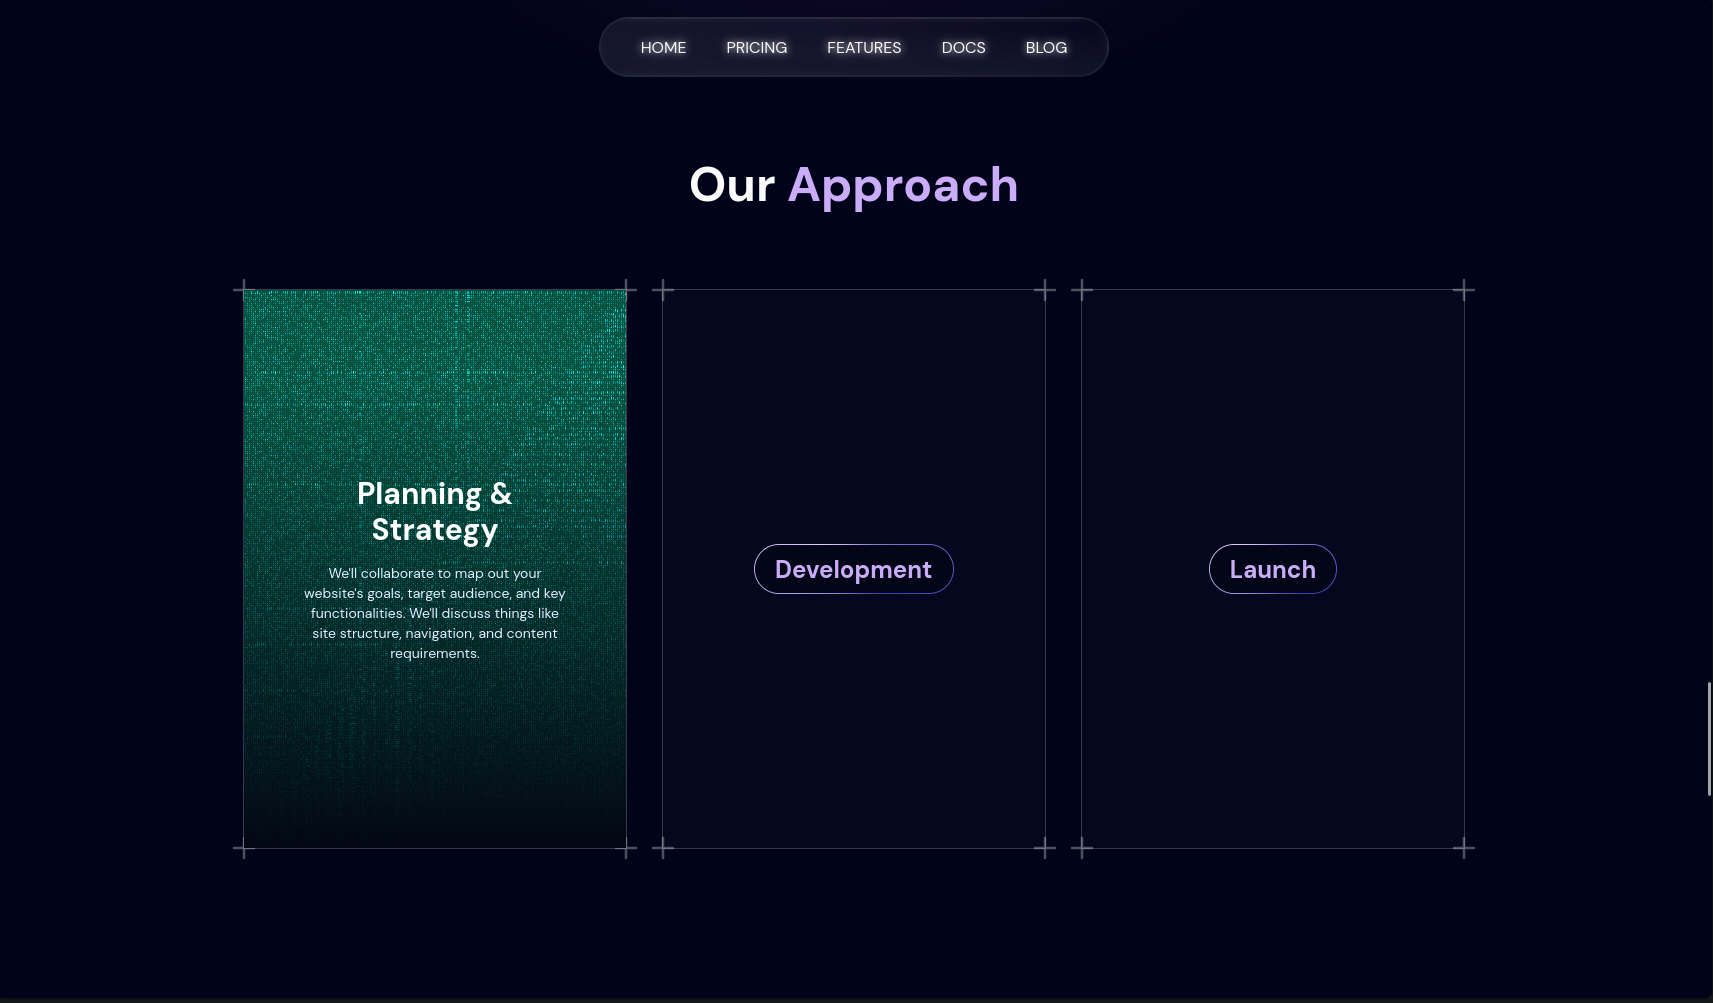 HOME PRICING FEATURES DOCS BLOG
Our Approach
Planning &
Strategy
We'll collaborate to map out your
website's goals, target audience, and key
functionalities. We'll discuss things like
site structure, navigation, and content
requirements.
Development
Launch